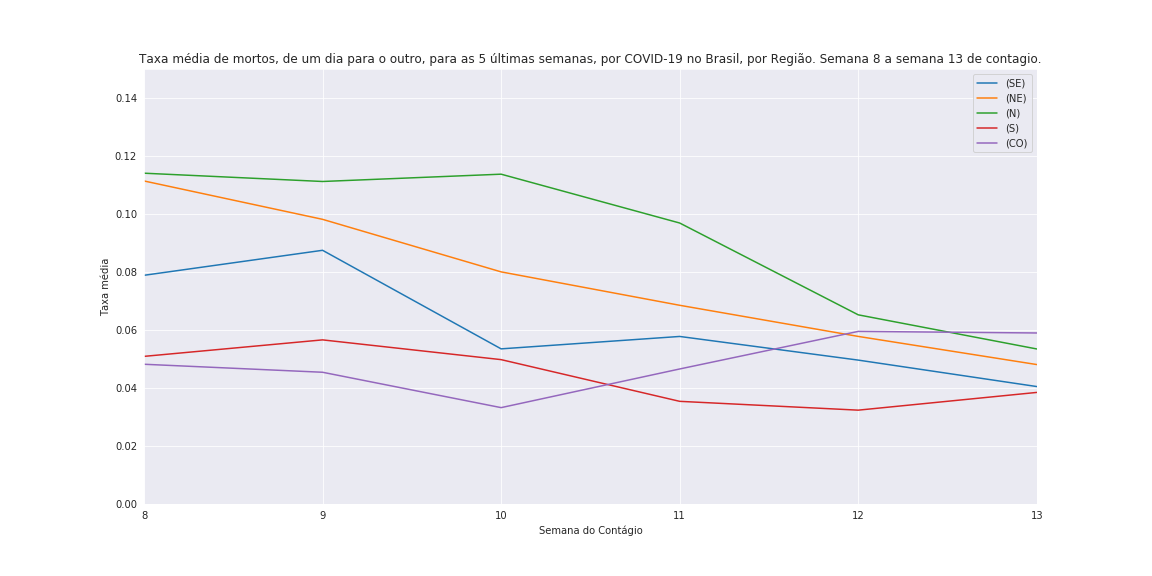 Taxa média de mortos, de um dia para o outro, para as 5 últimas semanas, por COVID-19 no Brasil, por Região. Semana 8 a semana 13 de contagio.
(SE)
(NE)
(N)
(S)
(CO)
0.14
0.12
0.10
0.08
0.06
0.04
0.02
0.00
Taxa média
8 9 10 11 12 13
Semana do Contágio